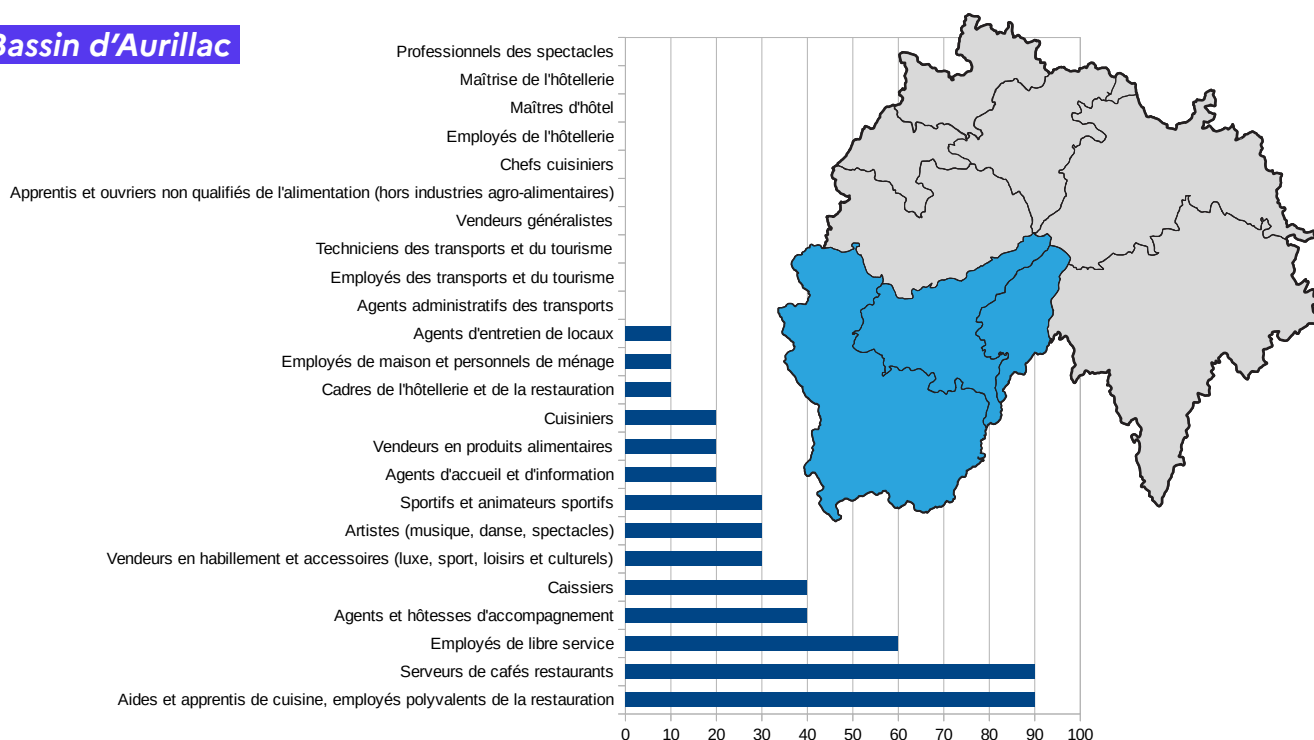 Bassin d'Aurillac
Professionnels des spectacles
Maîtrise de l'hôtellerie
Maîtres d'hôtel
Employés de l'hôtellerie
Chefs cuisiniers
Apprentis et ouvriers non qualifiés de l'alimentation (hors industries agro-alimentaires)
Vendeurs généralistes
Techniciens des transports et du tourisme
Employés des transports et du tourisme
Agents administratifs des transports
Agents d'entretien de locaux
Employés de maison et personnels de ménage
Cadres de l'hôtellerie et de la restauration
Cuisiniers
Vendeurs en produits alimentaires
Agents d'accueil et d'information
Sportifs et animateurs sportifs
Artistes (musique, danse, spectacles)
Vendeurs en habillement et accessoires (luxe, sport, loisirs et culturels)
Caissiers
Agents et hôtesses d'accompagnement
Employés de libre service
Serveurs de cafés restaurants
Aides et apprentis de cuisine, employés polyvalents de la restauration
0 10 20 30 40 50 60 70 80 90 100